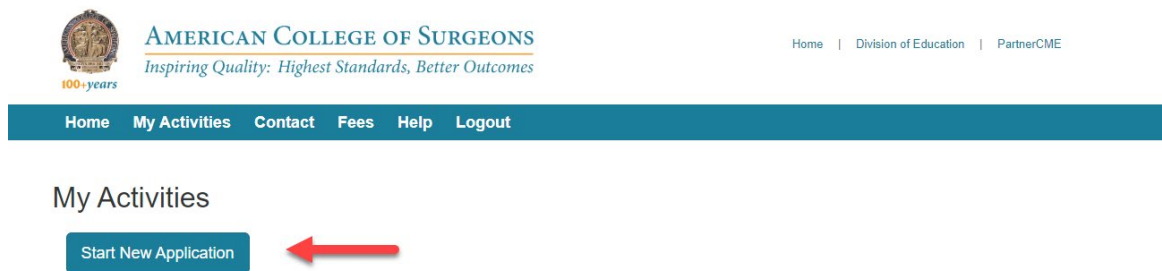 AMERICAN COLLEGE OF SURGEONS
Inspiring Quality: Highest Standards, Better Outcomes
100+years
Home | Division of Education | PartnerCME
Home My Activities Contact Fees Help Logout
My Activities
Start New Application